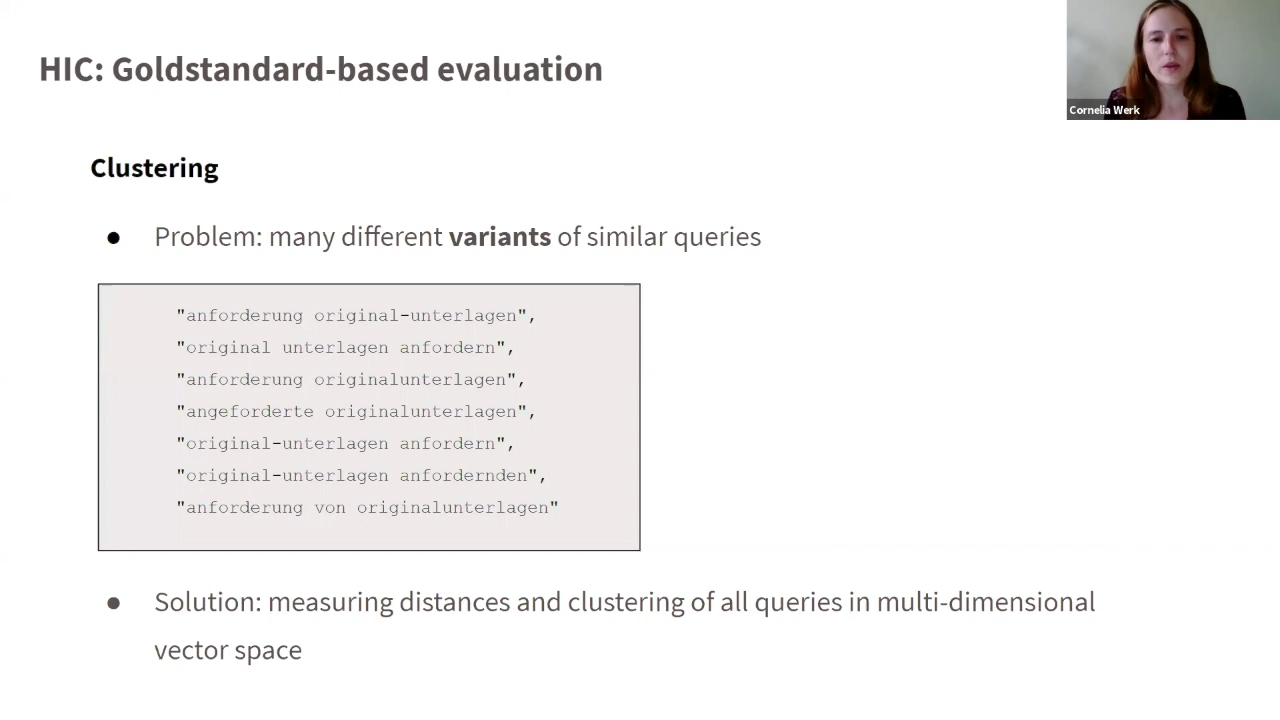 HIC: Goldstandard-based evaluation
Cornelia Werk
Clustering
● Problem: many different variants of similar queries
"anforderung original-unterlagen",
"original unterlagen anfordern",
"anforderung originalunterlagen",
"angeforderte originalunterlagen",
"original-unterlagen anfordern",
"original-unterlagen anfordernden",
"anforderung von originalunterlagen"
● Solution: measuring distances and clustering of all queries in multi-dimensional
vector space